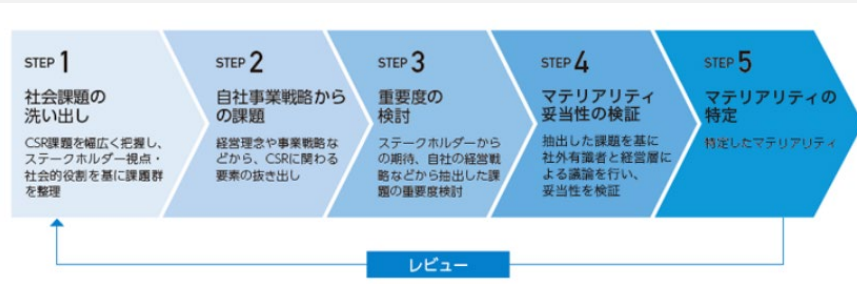 STEP 1
社会課題の
洗い出し
CSR課題を幅広く把握し、
ステークホルダー視点・
社会的役割を基に課題群
を整理
STEP 2
自社事業戦略から
の課題
経営理念や事業戦略な
どから、CSRに関わる
要素の抜き出し
STEP 3
重要度の
検討
ステークホルダーから
の期待、自社の経営戦
略などから抽出した課
題の重要度検討
STEP 4
マテリアリティ
妥当性の検証
抽出した課題を基に
社外有識者と経営層に
よる議論を行い、
妥当性を検証
STEP 5
マテリアリティの
特定
特定したマテリアリティ
レビュー